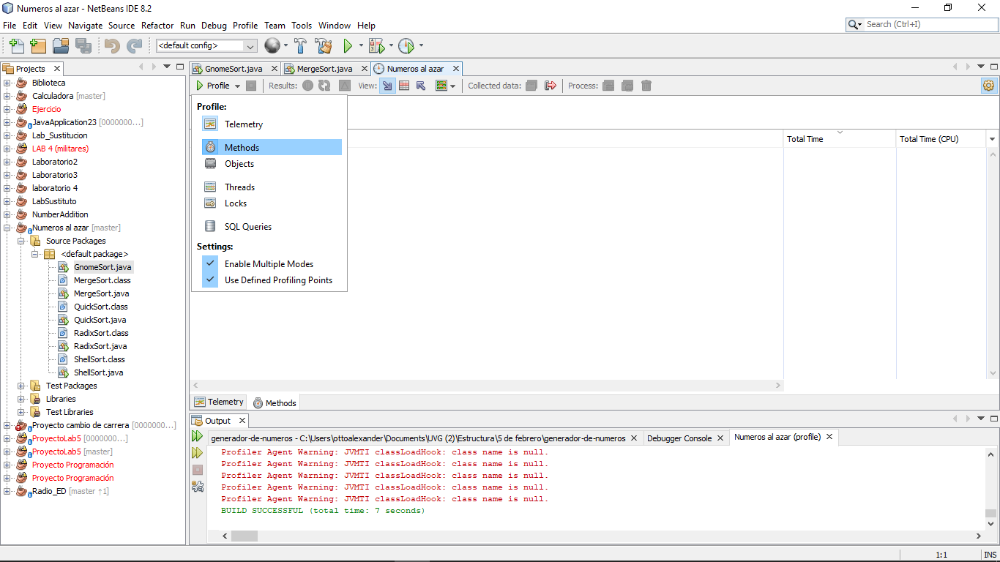 Numeros al azar - NetBeans IDE 8.2
File Edit View Navigate Source Refactor Run Debug Profile Team Tools Window Help
Search (Ctrl+I)
<default config>
Projects
GnomeSort.java
MergeSort.java
Numeros al azar
Profile
Results:
View:
Collected data:
Process:
Biblioteca
Calculadora [master]
Ejercicio
JavaApplication23 [0000000...]
Lab_Sustitucion
LAB 4 (militares)
Laboratorio2
Laboratorio3
laboratorio 4
LabSustituto
NumberAddition
Numeros al azar [master]
Source Packages
<default package>
GnomeSort.java
MergeSort.class
MergeSort.java
QuickSort.class
QuickSort.java
RadixSort.class
RadixSort.java
ShellSort.class
ShellSort.java
Test Packages
Libraries
Test Libraries
Proyecto cambio de carrera [0000000...]
ProyectoLab5 [0000000...]
ProyectoLab5 [master]
Proyecto Programación
Proyecto Programación
Radio_ED [master ↑1]
Profile:
Telemetry
Methods
Objects
Threads
Locks
SQL Queries
Settings:
Enable Multiple Modes
Use Defined Profiling Points
Total Time
Total Time (CPU)
Telemetry
Methods
Output
generador-de-numeros - C:\Users\ottoalexander\Documents\UVG (2)\Estructura\5 de febrero\generador-de-numeros
Debugger Console
Numeros al azar (profile)
Profiler Agent Warning: JVMTI classLoadHook: class name is null.
Profiler Agent Warning: JVMTI classLoadHook: class name is null.
Profiler Agent Warning: JVMTI classLoadHook: class name is null.
Profiler Agent Warning: JVMTI classLoadHook: class name is null.
Profiler Agent Warning: JVMTI classLoadHook: class name is null.
BUILD SUCCESSFUL (total time: 7 seconds)
1:1
INS